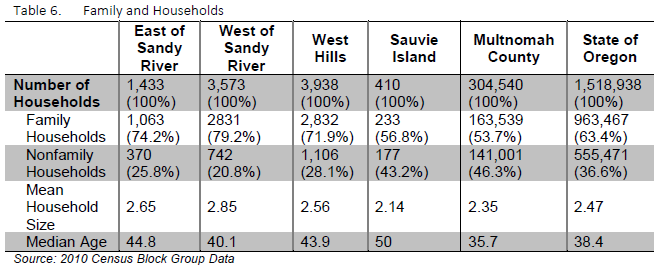 Table 6. Family and Households
East of Sandy River West of Sandy River West Hills Sauvie Island Multnomah County State of Oregon
Number of Households 1,433 (100%) 3,573 (100%) 3,938 (100%) 410 (100%) 304,540 (100%) 1,518,938 (100%)
Family Households 1,063 (74.2%) 2831 (79.2%) 2,832 (71.9%) 233 (56.8%) 163,539 (53.7%) 963,467 (63.4%)
Nonfamily Households 370 (25.8%) 742 (20.8%) 1,106 (28.1%) 177 (43.2%) 141,001 (46.3%) 555,471 (36.6%)
Mean Household Size 2.65 2.85 2.56 2.14 2.35 2.47
Median Age 44.8 40.1 43.9 50 35.7 38.4
Source: 2010 Census Block Group Data